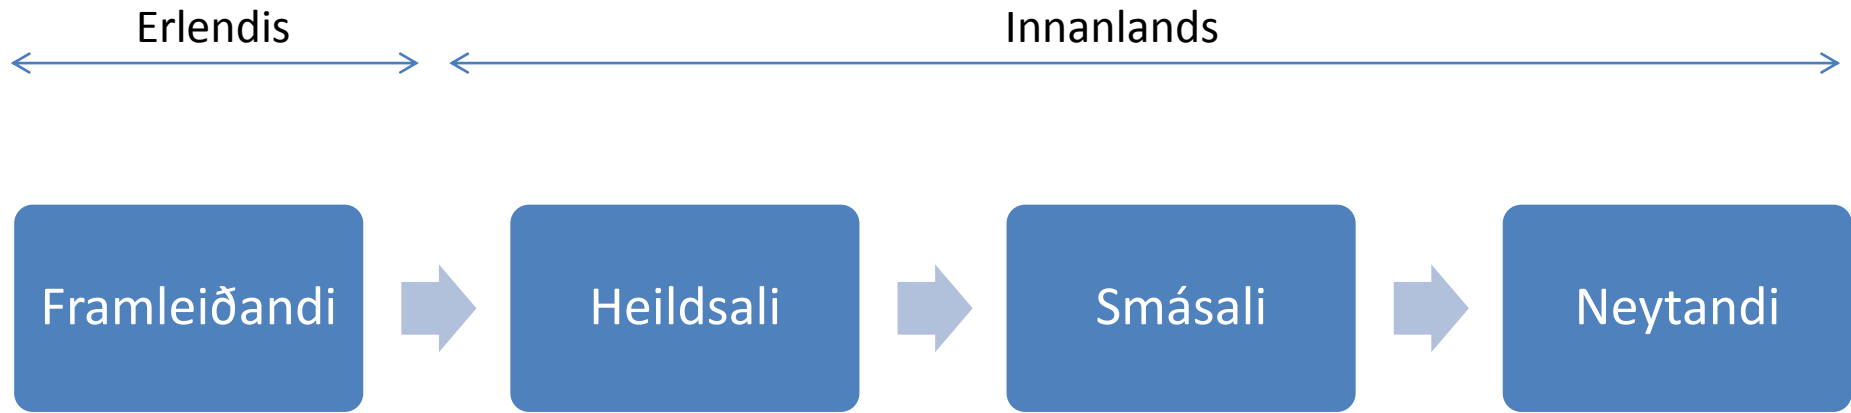 Erlendis
Innanlands
Framleiðandi
Heildsali
Smásali
Neytandi